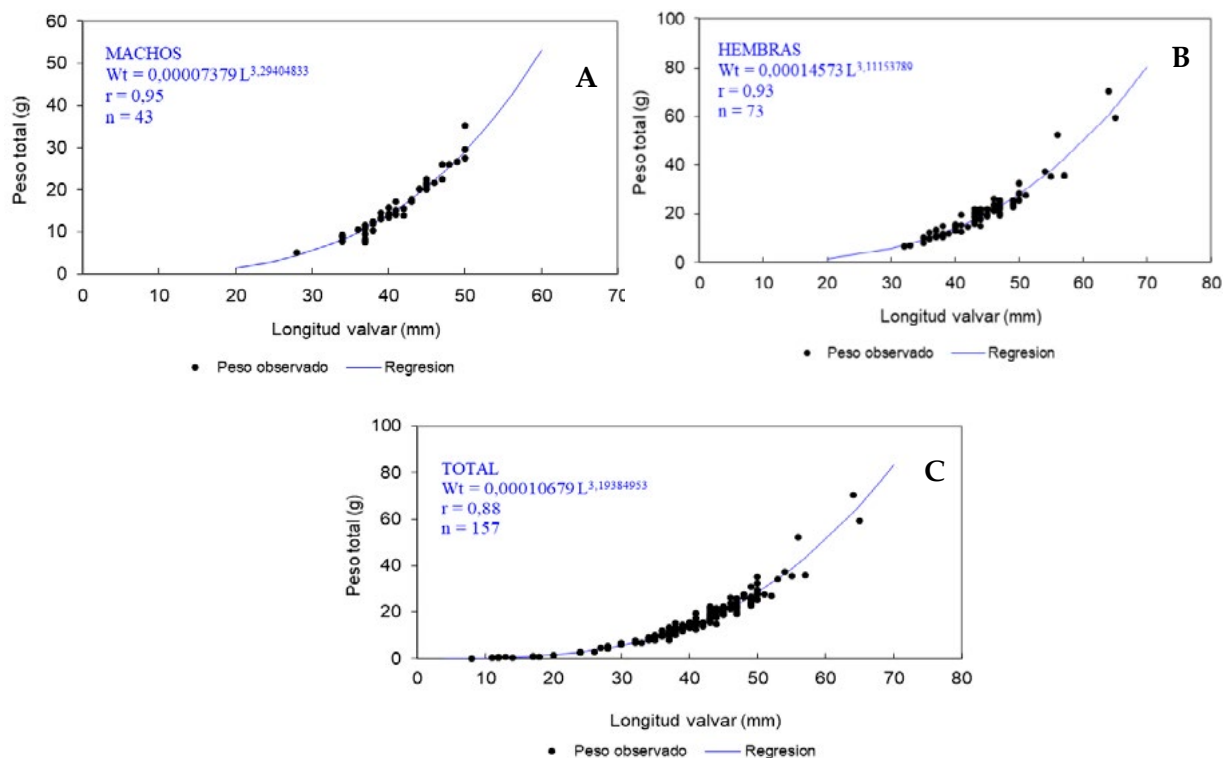 60
50
40
30
20
10
0
Peso total (g)
MACHOS
Wt = 0,00007379 L^3,29404833
r = 0,95
n = 43
A
0 10 20 30 40 50 60 70
Longitud valvar (mm)
Peso observado Regresion
100
80
60
40
20
0
Peso total (g)
HEMBRAS
Wt = 0,00014573 L^3,11153789
r = 0,93
n = 73
B
0 10 20 30 40 50 60 70 80
Longitud valvar (mm)
Peso observado Regresion
100
80
60
40
20
0
Peso total (g)
TOTAL
Wt = 0,00010679 L^3,19384953
r = 0,88
n = 157
C
0 10 20 30 40 50 60 70 80
Longitud valvar (mm)
Peso observado Regresion